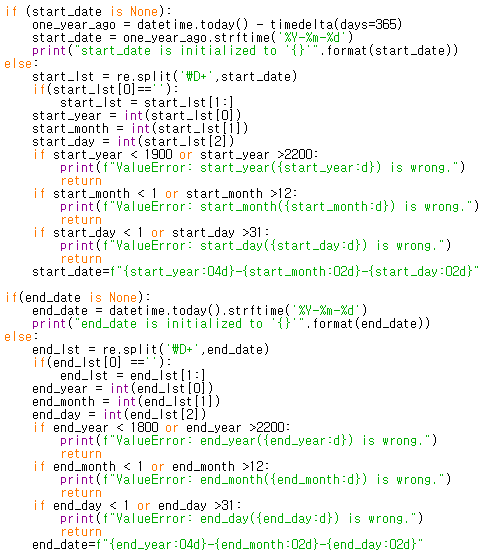 if (start_date is None):
    one_year_ago = datetime.today() - timedelta(days=365)
    start_date = one_year_ago.strftime('%Y-%m-%d')
    print("start_date is initialized to '{}'".format(start_date))
else:
    start_lst = re.split('₩D+',start_date)
    if(start_lst[0]==''):
        start_lst = start_lst[1:]
    start_year = int(start_lst[0])
    start_month = int(start_lst[1])
    start_day = int(start_lst[2])
    if start_year < 1900 or start_year >2200:
        print(f"ValueError: start_year({start_year:d}) is wrong.")
        return
    if start_month < 1 or start_month >12:
        print(f"ValueError: start_month({start_month:d}) is wrong.")
        return
    if start_day < 1 or start_day >31:
        print(f"ValueError: start_day({start_day:d}) is wrong.")
        return
    start_date=f"{start_year:04d}-{start_month:02d}-{start_day:02d}"

if(end_date is None):
    end_date = datetime.today().strftime('%Y-%m-%d')
    print("end_date is initialized to '{}'".format(end_date))
else:
    end_lst = re.split('₩D+',end_date)
    if(end_lst[0] ==''):
        end_lst = end_lst[1:]
    end_year = int(end_lst[0])
    end_month = int(end_lst[1])
    end_day = int(end_lst[2])
    if end_year < 1800 or end_year >2200:
        print(f"ValueError: end_year({end_year:d}) is wrong.")
        return
    if end_month < 1 or end_month >12:
        print(f"ValueError: end_month({end_month:d}) is wrong.")
        return
    if end_day < 1 or end_day >31:
        print(f"ValueError: end_day({end_day:d}) is wrong.")
        return
    end_date=f"{end_year:04d}-{end_month:02d}-{end_day:02d}"